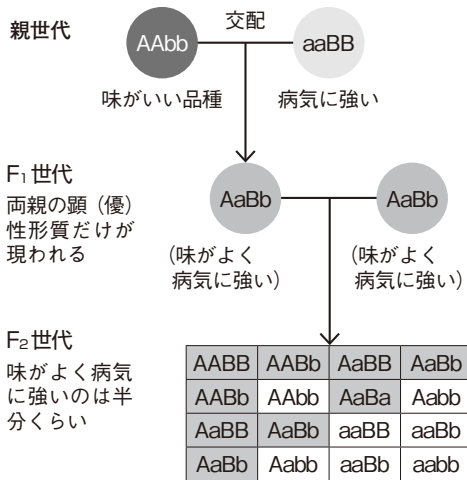 親世代
交配
AAbb
aaBB
味がいい品種
病気に強い
F1世代
両親の顕（優）
性形質だけが
現われる
AaBb
AaBb
（味がよく
病気に強い）
（味がよく
病気に強い）
F2世代
味がよく病気
に強いのは半
分くらい
AABB AABb AaBB AaBb
AABb AAbb AaBa Aabb
AaBB AaBb aaBB aaBb
AaBb Aabb aaBb aabb